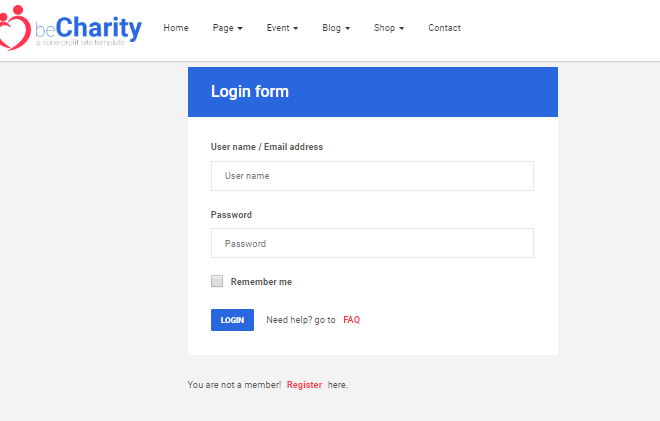 beCharity
a none-profit site template
Home Page Event Blog Shop Contact
Login form
User name / Email address
User name
Password
Password
Remember me
LOGIN Need help? go to FAQ
You are not a member! Register here.